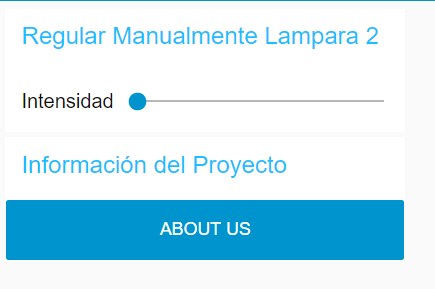 Regular Manualmente Lampara 2
Intensidad
Información del Proyecto
ABOUT US